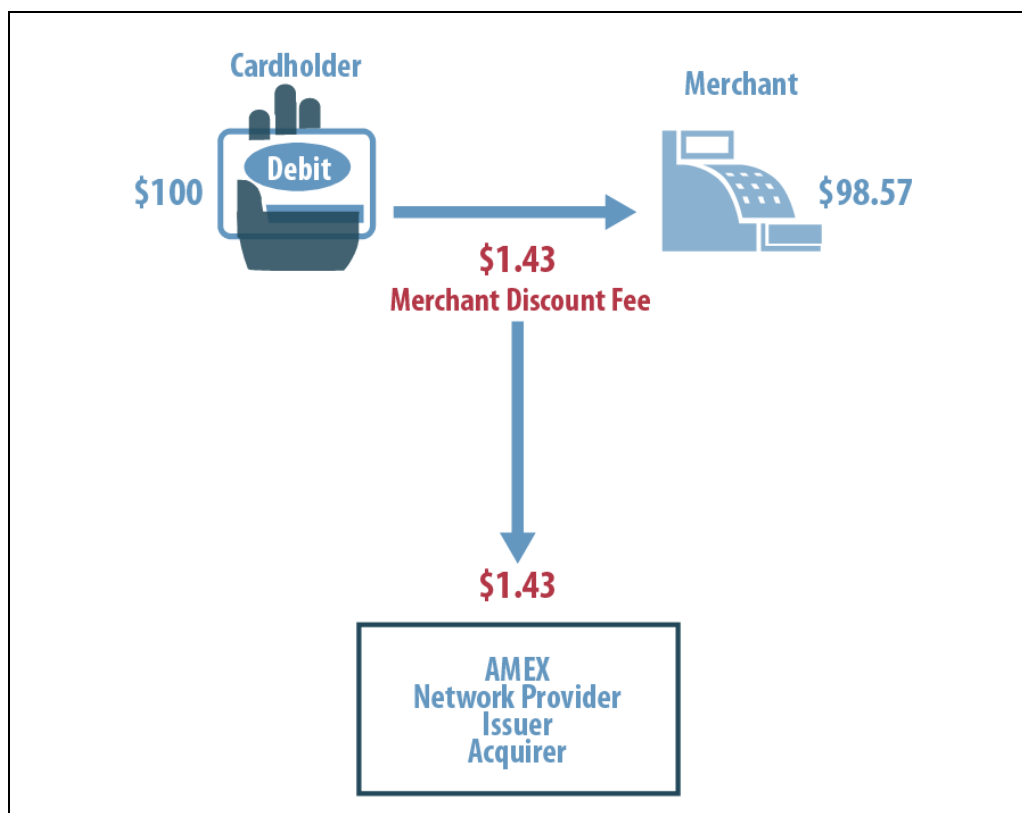 Cardholder
Merchant
Debit
$100
$98.57
$1.43
Merchant Discount Fee
$1.43
AMEX
Network Provider
Issuer
Acquirer